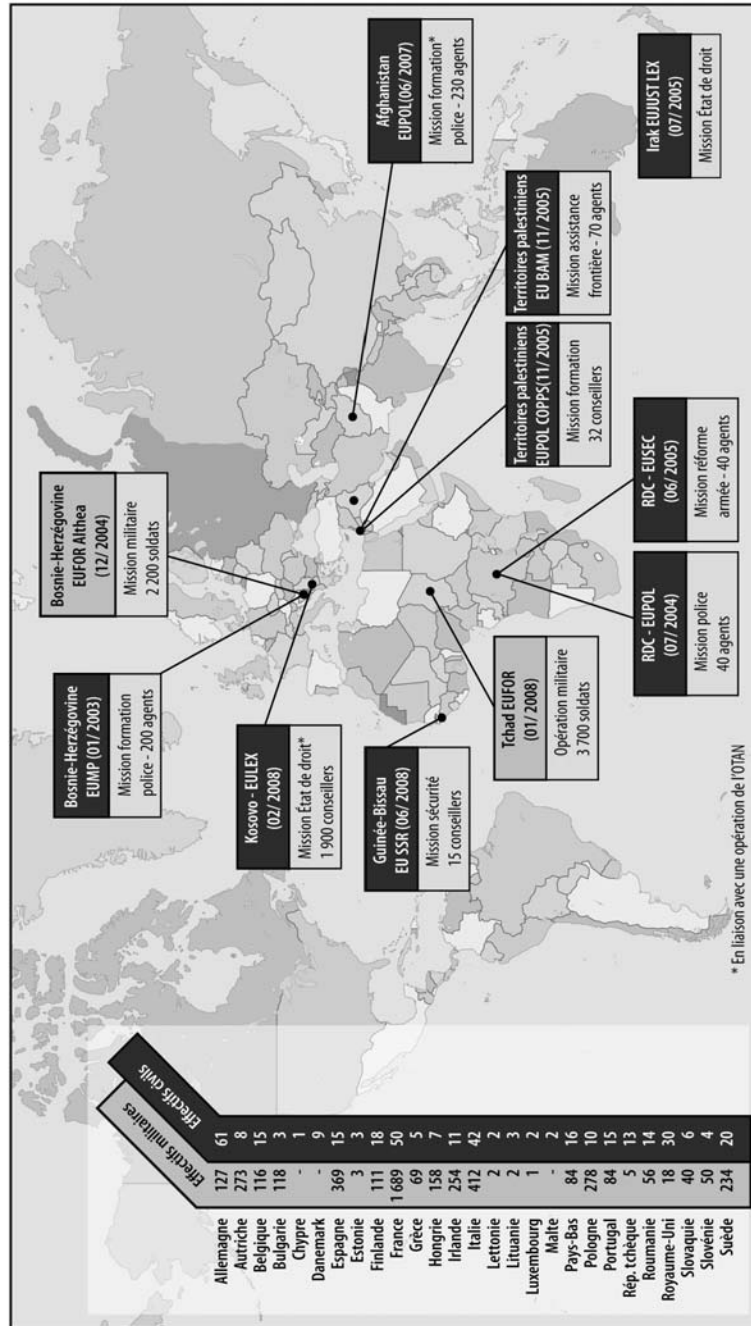 Effectifs militaires
Effectifs civils
Allemagne 127 61
Autriche 273 8
Belgique 116 15
Bulgarie 118 3
Chypre - 1
Danemark - 9
Espagne 369 15
Estonie 3 3
Finlande 111 18
France 1 689 50
Grèce 69 5
Hongrie 158 7
Irlande 254 11
Italie 412 42
Lettonie 2 2
Lituanie 2 3
Luxembourg 1 2
Malte - 2
Pays-Bas 84 16
Pologne 278 10
Portugal 84 15
Rép. tchèque 5 13
Roumanie 56 14
Royaume-Uni 18 30
Slovaquie 40 6
Slovénie 50 4
Suède 234 20
Bosnie-Herzégovine
EUMP (01/ 2003)
Mission formation
police - 200 agents
Bosnie-Herzégovine
EUFOR Althea
(12/ 2004)
Mission militaire
2 200 soldats
Kosovo - EULEX
(02/ 2008)
Mission État de droit*
1 900 conseillers
Guinée-Bissau
EU SSR (06/ 2008)
Mission sécurité
15 conseillers
Tchad EUFOR
(01/ 2008)
Opération militaire
3 700 soldats
RDC - EUPOL
(07/ 2004)
Mission police
40 agents
RDC - EUSEC
(06/ 2005)
Mission réforme
armée - 40 agents
Territoires palestiniens
EUPOL COPPS(11/ 2005)
Mission formation
32 conseillers
Territoires palestiniens
EU BAM (11/ 2005)
Mission assistance
frontière - 70 agents
Afghanistan
EUPOL(06/ 2007)
Mission formation*
police - 230 agents
Irak EUJUST LEX
(07/ 2005)
Mission État de droit
* En liaison avec une opération de l'OTAN